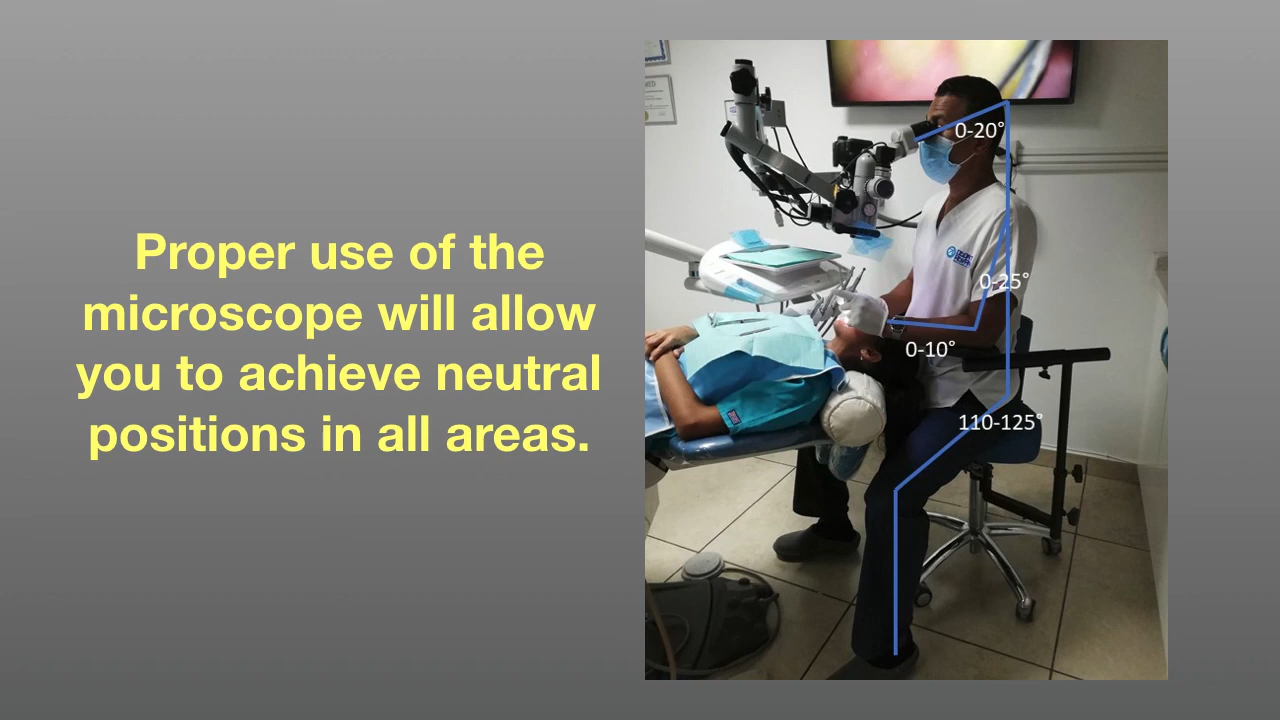 Proper use of the
microscope will allow
you to achieve neutral
positions in all areas.
0-20°
0-25°
0-10°
110-125°